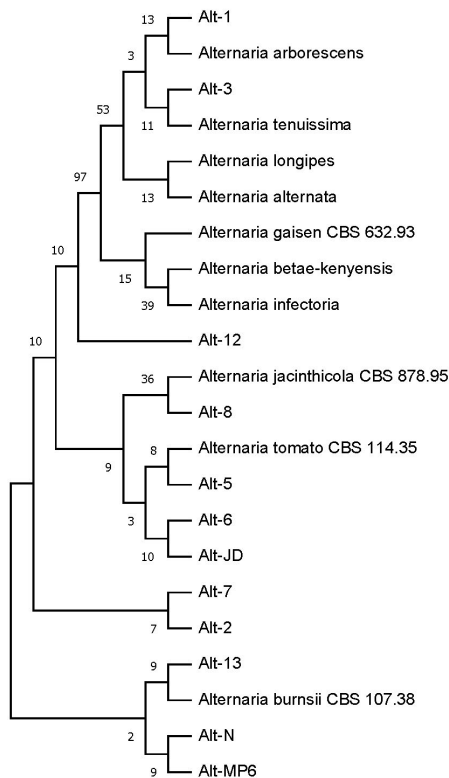 13
Alt-1
Alternaria arborescens
3
Alt-3
11
Alternaria tenuissima
53
Alternaria longipes
13
Alternaria alternata
97
Alternaria gaisen CBS 632.93
15
Alternaria betae-kenyensis
39
Alternaria infectoria
10
Alt-12
10
36
Alternaria jacinthicola CBS 878.95
Alt-8
9
8
Alternaria tomato CBS 114.35
Alt-5
3
Alt-6
10
Alt-JD
Alt-7
7
Alt-2
9
Alt-13
Alternaria burnsii CBS 107.38
2
Alt-N
9
Alt-MP6